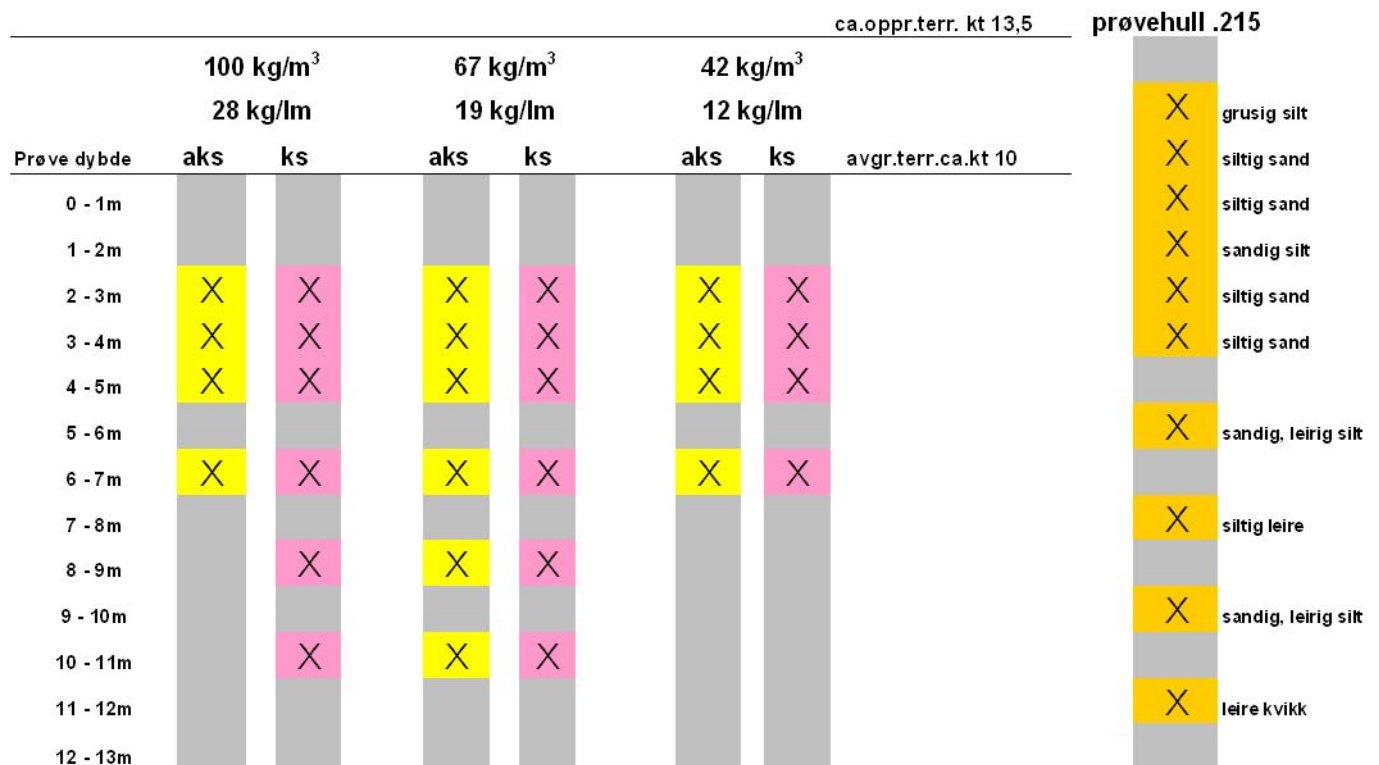 ca.oppr.terr. kt 13,5 prøvehull .215
100 kg/m³ 67 kg/m³ 42 kg/m³
28 kg/lm 19 kg/lm 12 kg/lm
X grusig silt
Prøve dybde aks ks aks ks aks ks avgr.terr.ca.kt 10
X siltig sand
0 - 1m X siltig sand
1 - 2m X sandig silt
2 - 3m X X X X X X X siltig sand
3 - 4m X X X X X X X siltig sand
4 - 5m X X X X X X
5 - 6m X sandig, leirig silt
6 - 7m X X X X X X
7 - 8m X siltig leire
8 - 9m X X X
9 - 10m X sandig, leirig silt
10 - 11m X X X
11 - 12m X leire kvikk
12 - 13m